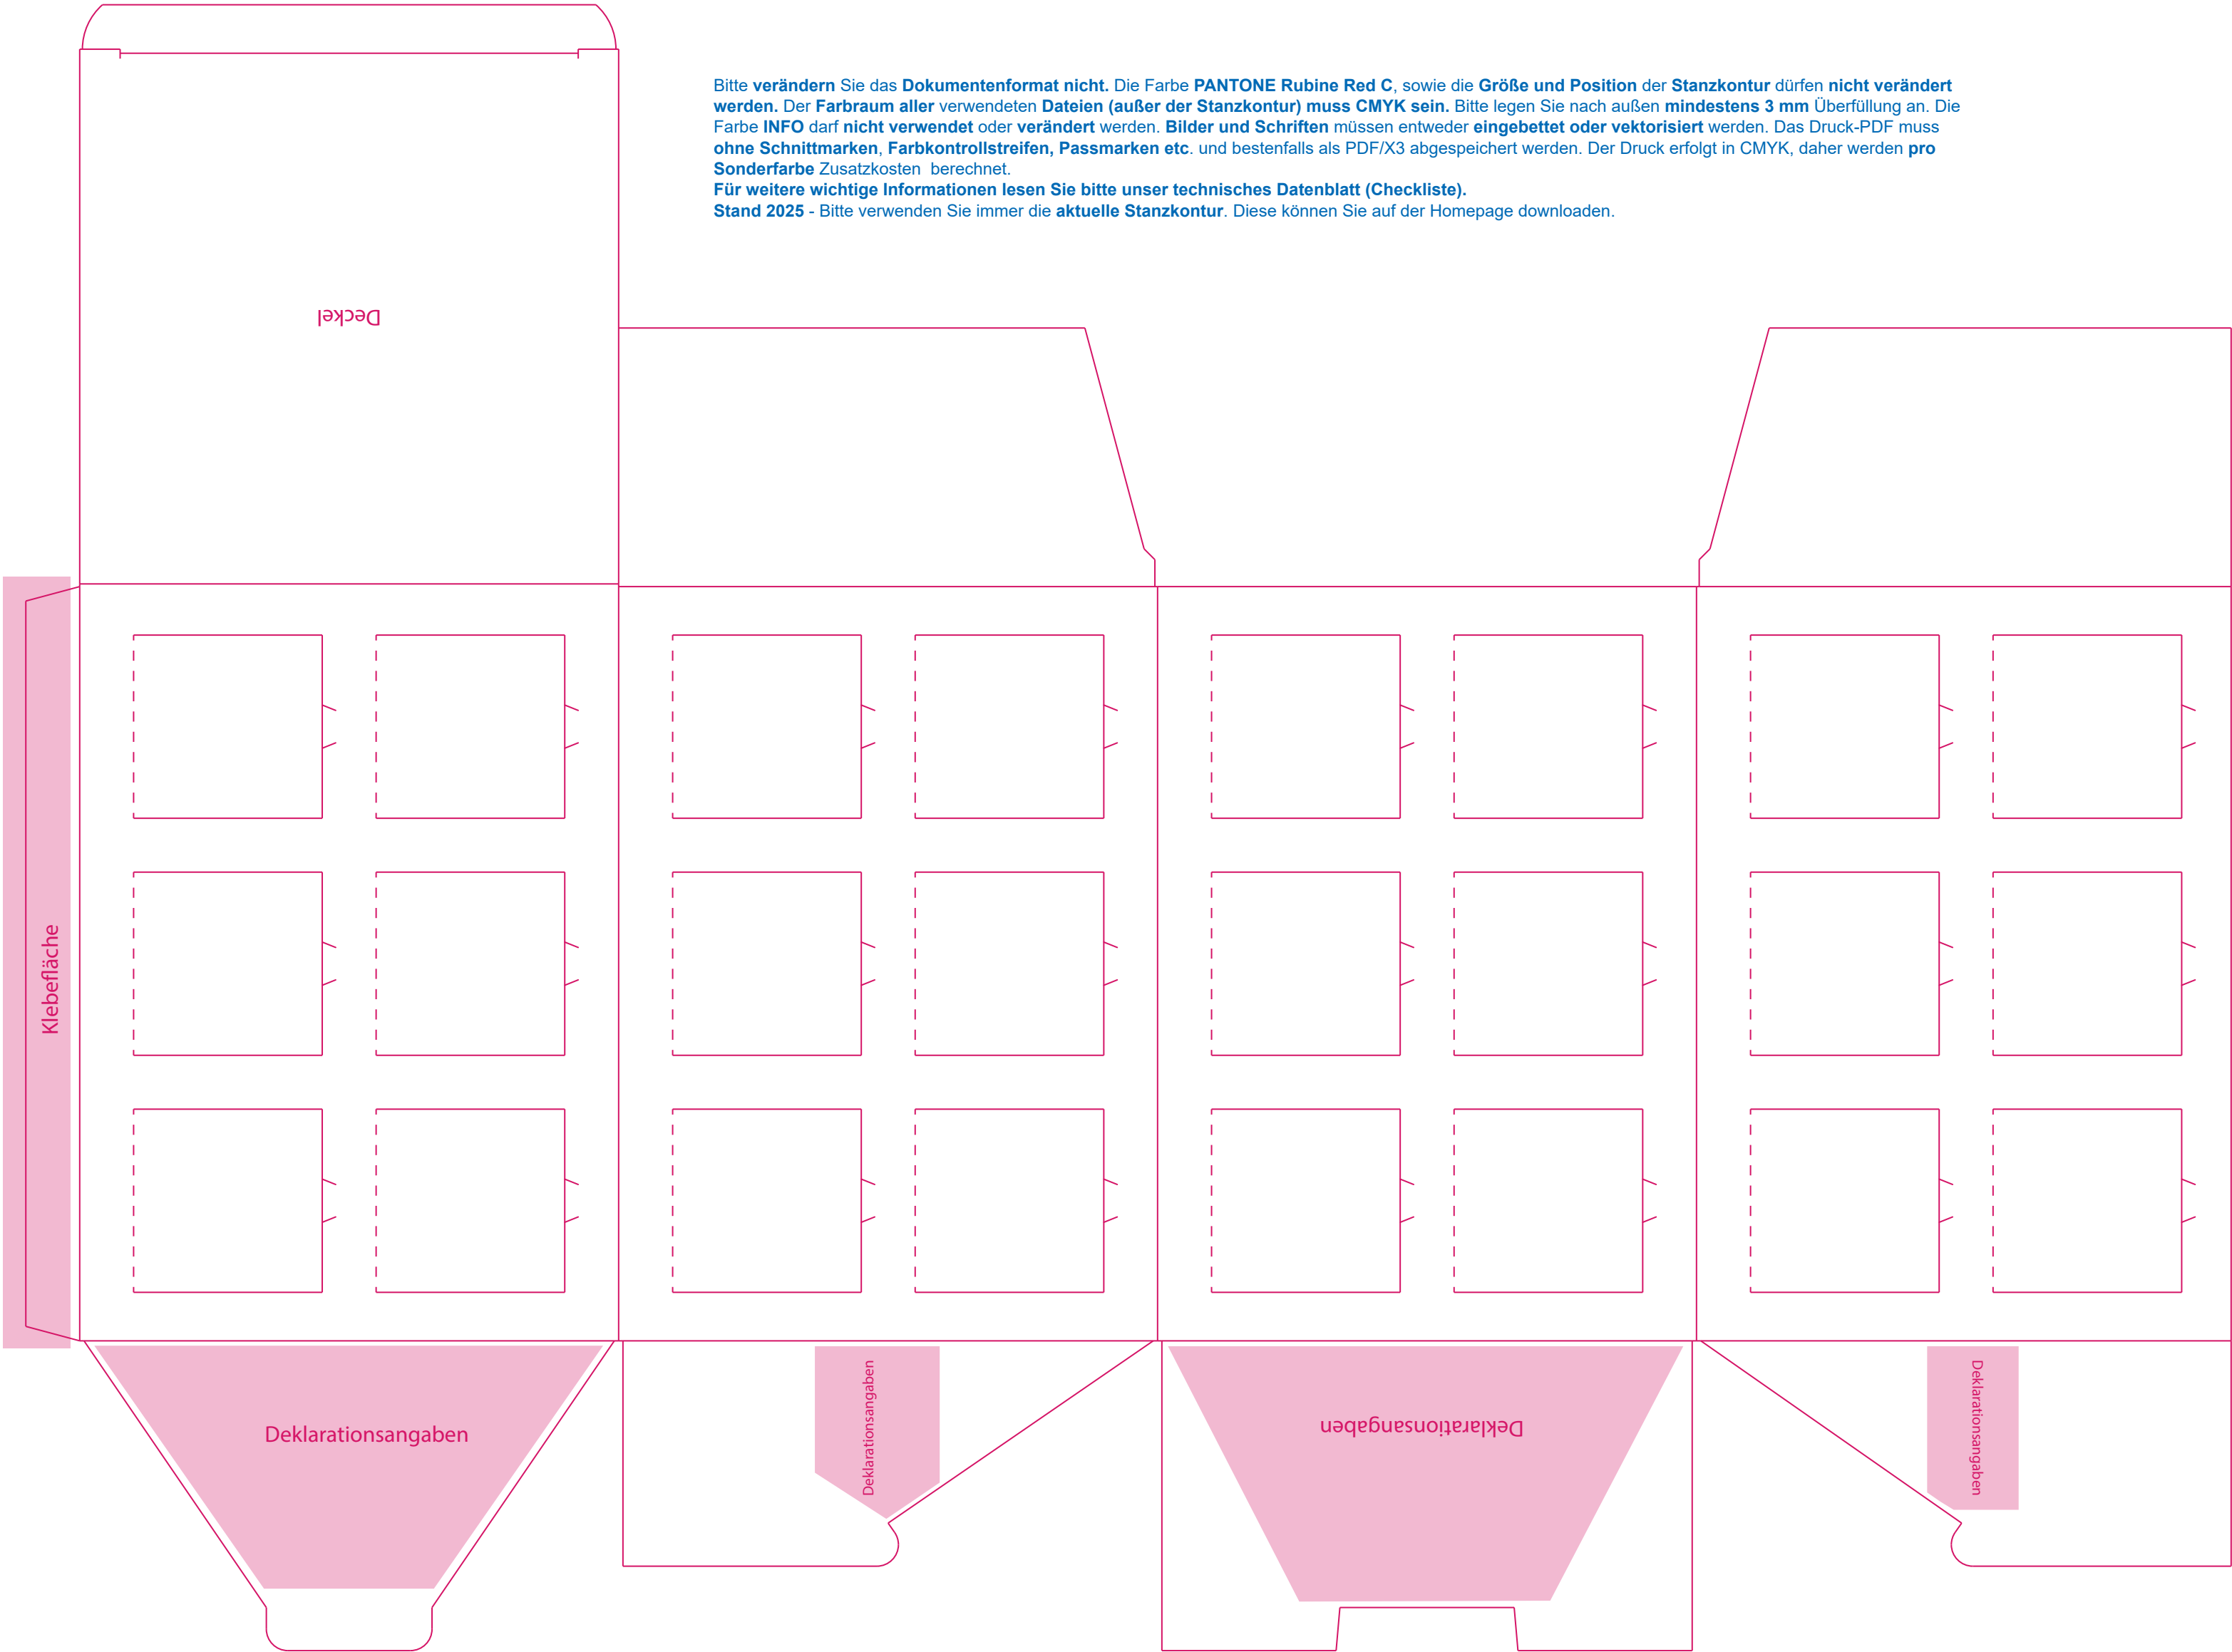 Bitte verändern Sie das Dokumentenformat nicht. Die Farbe PANTONE Rubine Red C, sowie die Größe und Position der Stanzkontur dürfen nicht verändert
werden. Der Farbraum aller verwendeten Dateien (außer der Stanzkontur) muss CMYK sein. Bitte legen Sie nach außen mindestens 3 mm Überfüllung an. Die
Farbe INFO darf nicht verwendet oder verändert werden. Bilder und Schriften müssen entweder eingebettet oder vektorisiert werden. Das Druck-PDF muss
ohne Schnittmarken, Farbkontrollstreifen, Passmarken etc. und bestenfalls als PDF/X3 abgespeichert werden. Der Druck erfolgt in CMYK, daher werden pro
Sonderfarbe Zusatzkosten  berechnet.
Für weitere wichtige Informationen lesen Sie bitte unser technisches Datenblatt (Checkliste).
Stand 2025 - Bitte verwenden Sie immer die aktuelle Stanzkontur. Diese können Sie auf der Homepage downloaden.
Deckel
Klebefläche
Deklarationsangaben
Deklarationsangaben
Deklarationsangaben
Deklarationsangaben